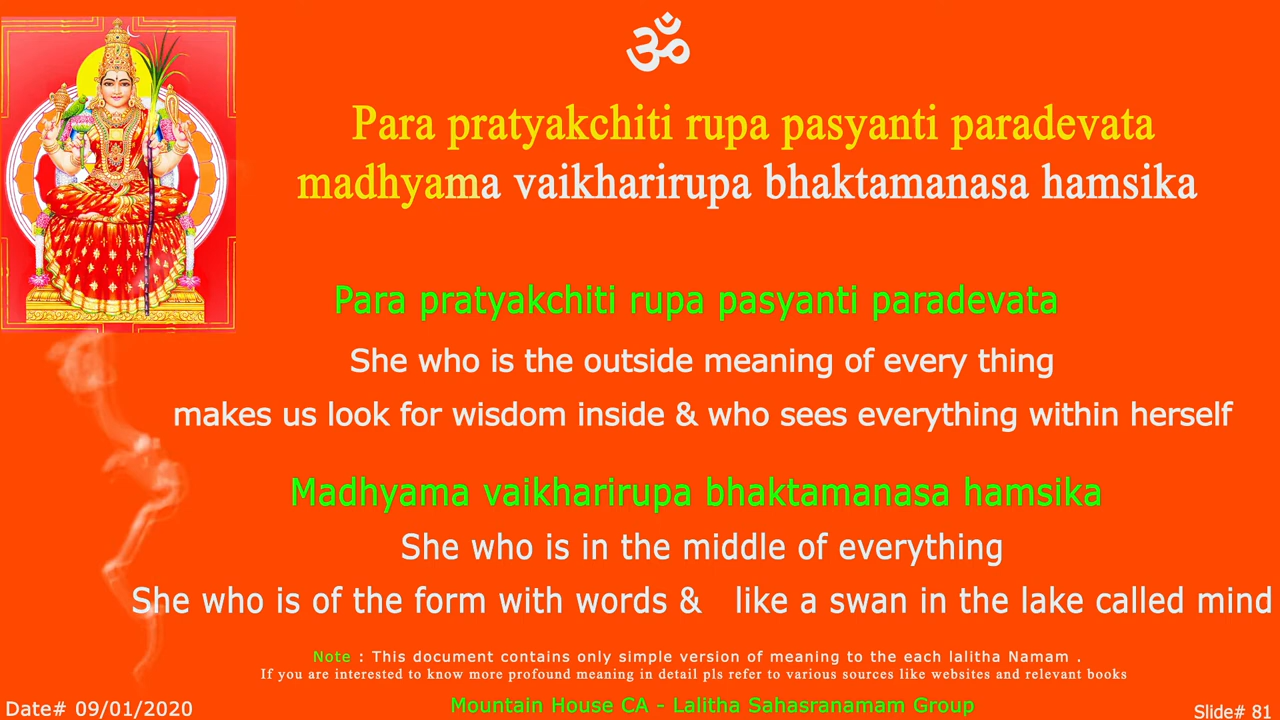 ॐ
Para pratyakchiti rupa pasyanti paradevata
madhyama vaikharirupa bhaktamanasa hamsika
Para pratyakchiti rupa pasyanti paradevata
She who is the outside meaning of every thing
makes us look for wisdom inside & who sees everything within herself
Madhyama vaikharirupa bhaktamanasa hamsika
She who is in the middle of everything
She who is of the form with words & like a swan in the lake called mind
Note : This document contains only simple version of meaning to the each lalitha Namam .
If you are interested to know more profound meaning in detail pls refer to various sources like websites and relevant books
Mountain House CA - Lalitha Sahasranamam Group
Date# 09/01/2020
Slide# 81